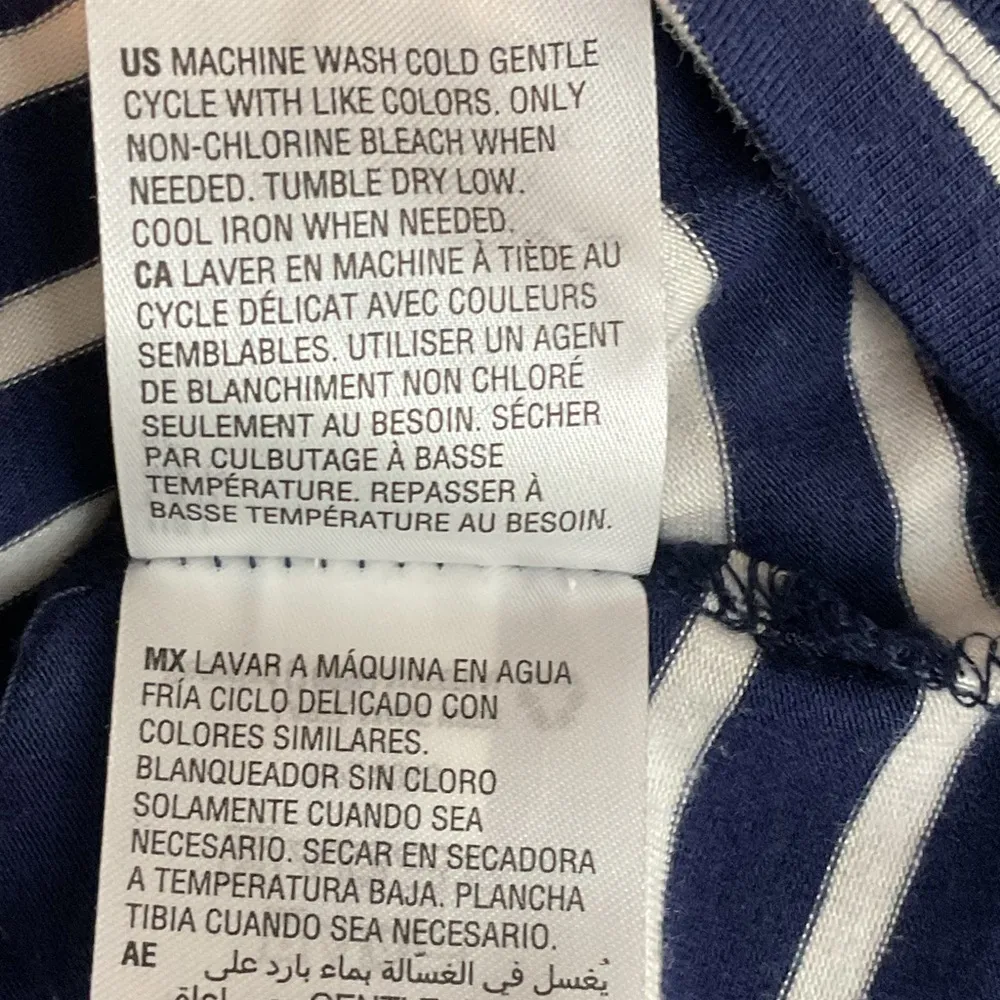 US MACHINE WASH COLD GENTLE
CYCLE WITH LIKE COLORS. ONLY
NON-CHLORINE BLEACH WHEN
NEEDED. TUMBLE DRY LOW.
COOL IRON WHEN NEEDED.
CA LAVER EN MACHINE À TIÈDE AU
CYCLE DÉLICAT AVEC COULEURS
SEMBLABLES. UTILISER UN AGENT
DE BLANCHIMENT NON CHLORÉ
SEULEMENT AU BESOIN. SÉCHER
PAR CULBUTAGE À BASSE
TEMPÉRATURE. REPASSER À
BASSE TEMPÉRATURE AU BESOIN.
MX LAVAR A MÁQUINA EN AGUA
FRÍA CICLO DELICADO CON
COLORES SIMILARES.
BLANQUEADOR SIN CLORO
SOLAMENTE CUANDO SEA
NECESARIO. SECAR EN SECADORA
A TEMPERATURA BAJA. PLANCHA
TIBIA CUANDO SEA NECESARIO.
AE يُغسل في الغسّالة بماء بارد على